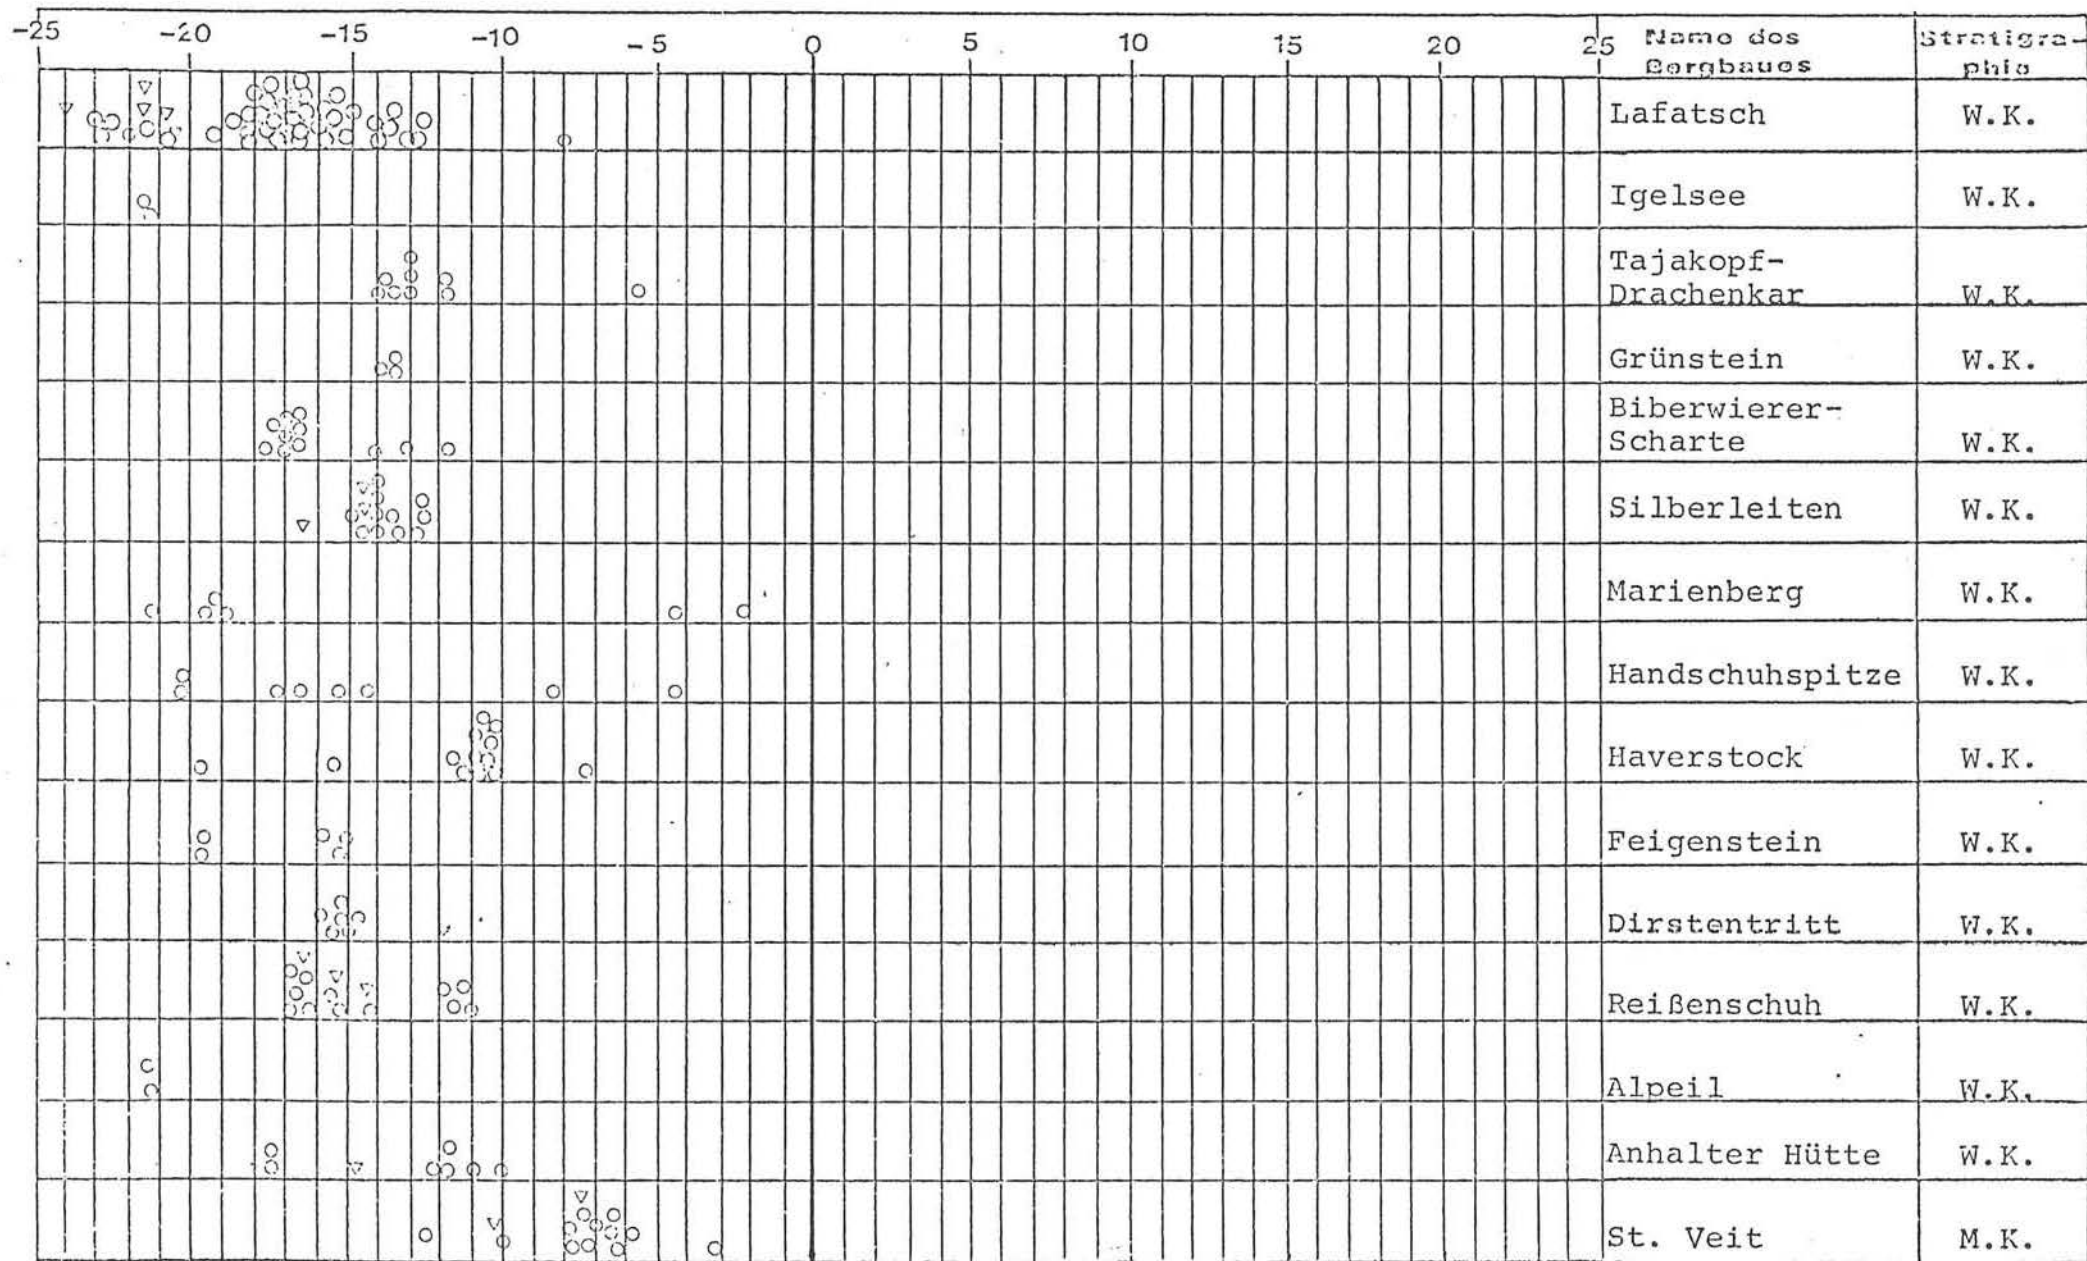 -25 -20 -15 -10 -5 0 5 10 15 20 25 Name des Stratigra-
Bergbaues phie
Lafatsch W.K.
Igelsee W.K.
Tajakopf-
Drachenkar W.K.
Grünstein W.K.
Biberwierer-
Scharte W.K.
Silberleiten W.K.
Marienberg W.K.
Handschuhspitze W.K.
Haverstock W.K.
Feigenstein W.K.
Dirstentritt W.K.
Reißenschuh W.K.
Alpeil W.K.
Anhalter Hütte W.K.
St. Veit M.K.